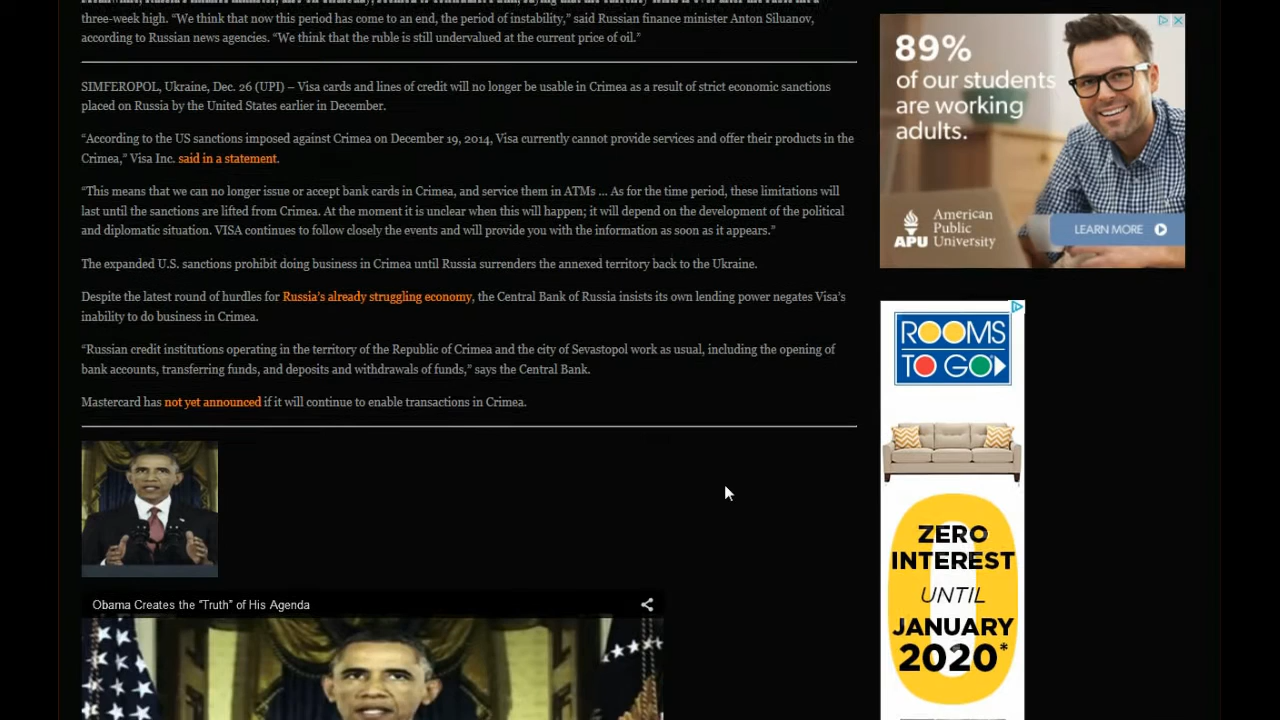 three-week high. “We think that now this period has come to an end, the period of instability,” said Russian finance minister Anton Siluanov,
according to Russian news agencies. “We think that the ruble is still undervalued at the current price of oil.”
SIMFEROPOL, Ukraine, Dec. 26 (UPI) – Visa cards and lines of credit will no longer be usable in Crimea as a result of strict economic sanctions
placed on Russia by the United States earlier in December.
“According to the US sanctions imposed against Crimea on December 19, 2014, Visa currently cannot provide services and offer their products in the
Crimea,” Visa Inc. said in a statement.
“This means that we can no longer issue or accept bank cards in Crimea, and service them in ATMs ... As for the time period, these limitations will
last until the sanctions are lifted from Crimea. At the moment it is unclear when this will happen; it will depend on the development of the political
and diplomatic situation. VISA continues to follow closely the events and will provide you with the information as soon as it appears.”
The expanded U.S. sanctions prohibit doing business in Crimea until Russia surrenders the annexed territory back to the Ukraine.
Despite the latest round of hurdles for Russia’s already struggling economy, the Central Bank of Russia insists its own lending power negates Visa’s
inability to do business in Crimea.
“Russian credit institutions operating in the territory of the Republic of Crimea and the city of Sevastopol work as usual, including the opening of
bank accounts, transferring funds, and deposits and withdrawals of funds,” says the Central Bank.
Mastercard has not yet announced if it will continue to enable transactions in Crimea.
Obama Creates the “Truth” of His Agenda
89%
of our students
are working
adults.
APU
American
Public
University
LEARN MORE
ROOMS
TO GO
ZERO
INTEREST
UNTIL
JANUARY
2020*